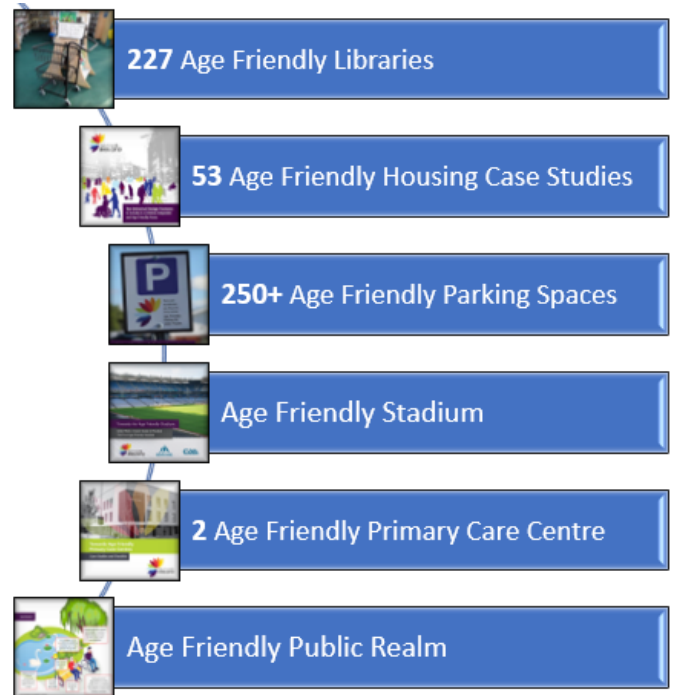 227 Age Friendly Libraries
53 Age Friendly Housing Case Studies
P
250+ Age Friendly Parking Spaces
Age Friendly Stadium
2 Age Friendly Primary Care Centre
Age Friendly Public Realm